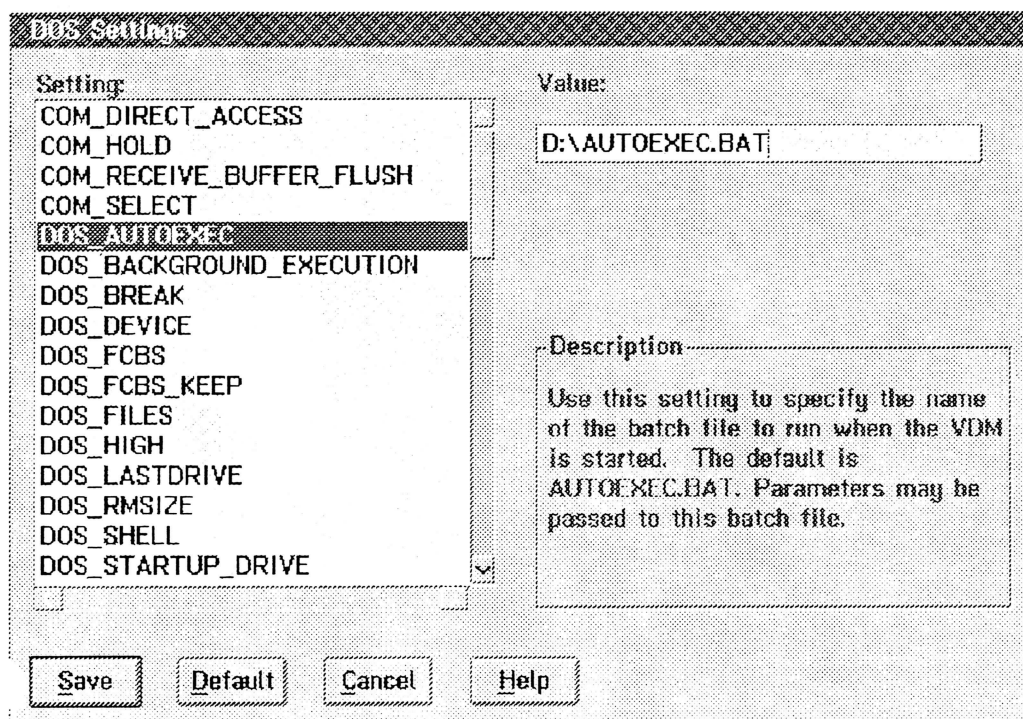 DOS Settings
Setting:
COM_DIRECT_ACCESS
COM_HOLD
COM_RECEIVE_BUFFER_FLUSH
COM_SELECT
DOS_AUTOEXEC
DOS_BACKGROUND_EXECUTION
DOS_BREAK
DOS_DEVICE
DOS_FCBS
DOS_FCBS_KEEP
DOS_FILES
DOS_HIGH
DOS_LASTDRIVE
DOS_RMSIZE
DOS_SHELL
DOS_STARTUP_DRIVE
Value:
D:\AUTOEXEC.BAT
Description
Use this setting to specify the name
of the batch file to run when the VDM
is started. The default is
AUTOEXEC.BAT. Parameters may be
passed to this batch file.
Save Default Cancel Help